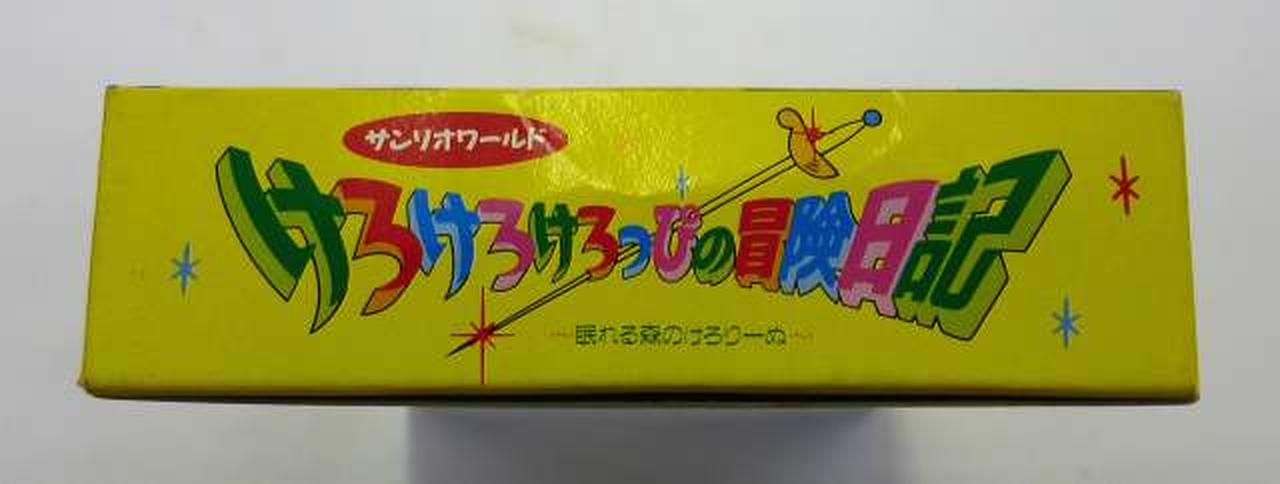 サンリオワールド
けろけろけろっぴの冒険日記
〜眠れる森のけろりーぬ〜